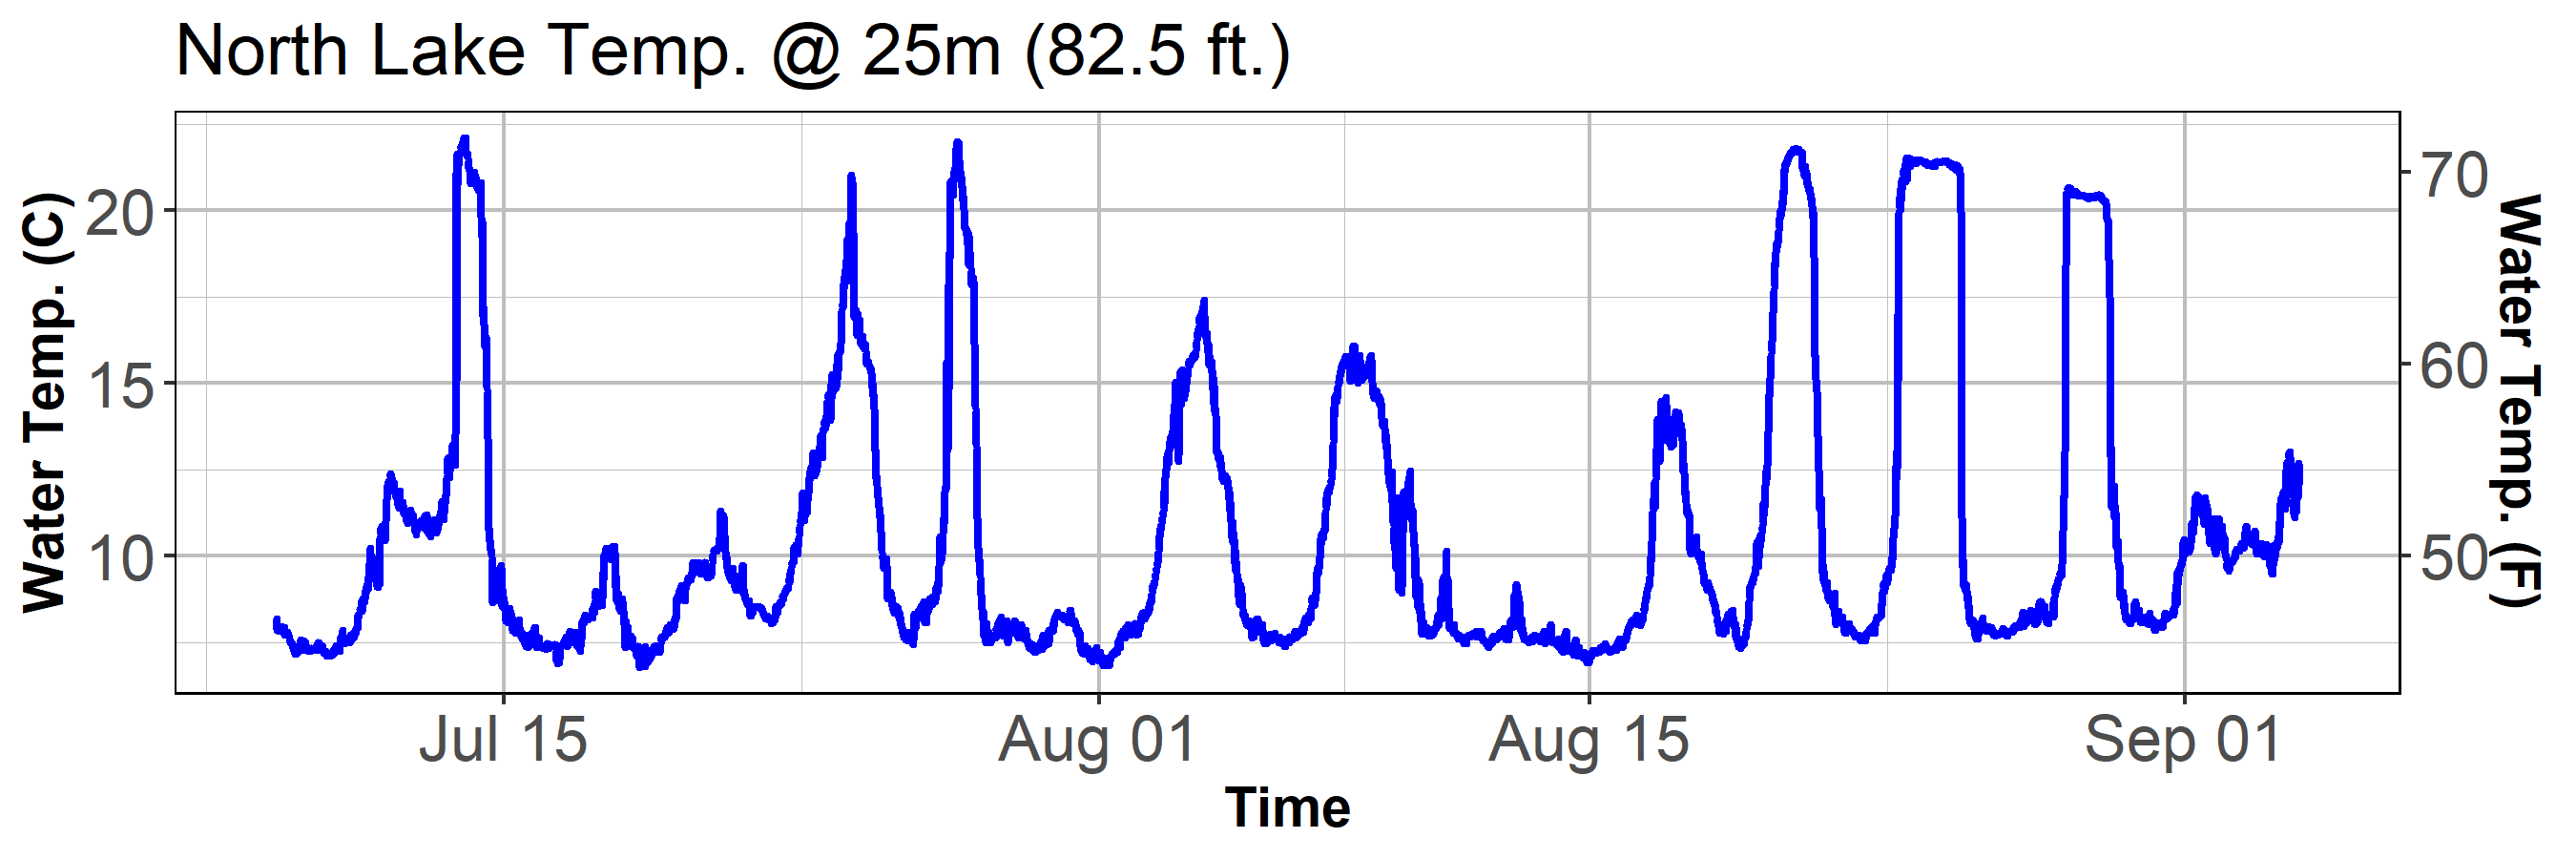 North Lake Temp. @ 25m (82.5 ft.)
Water Temp. (C)
20
15
10
70
60
50
Water Temp. (F)
Jul 15
Aug 01
Aug 15
Sep 01
Time